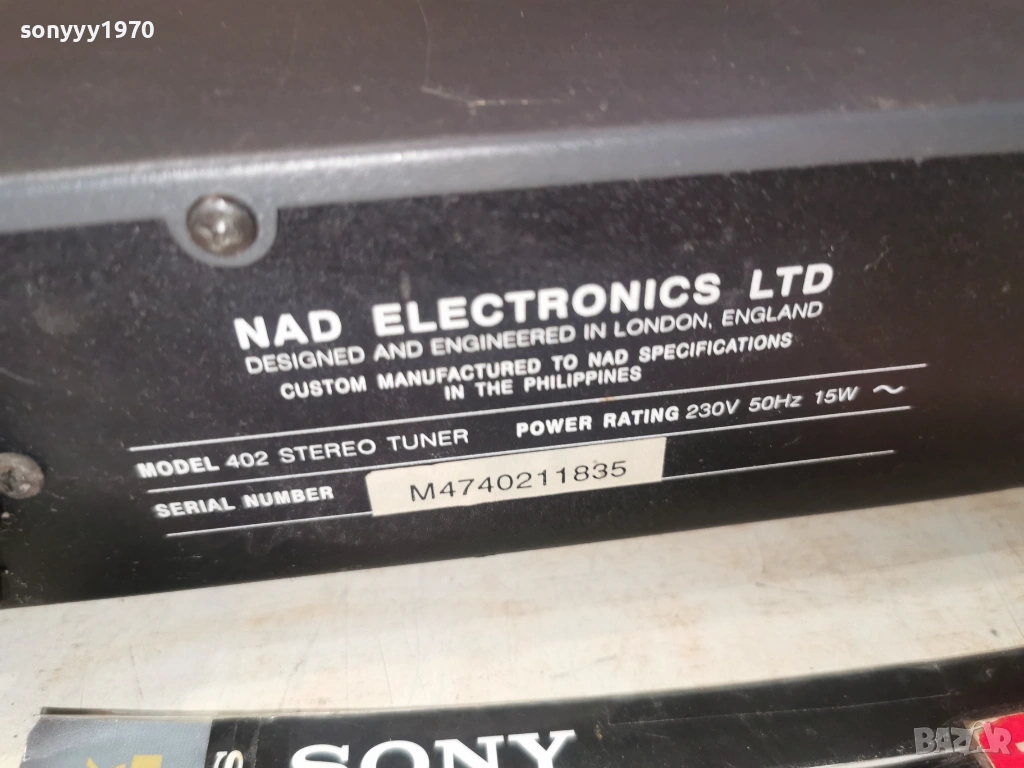 sonyyy1970
NAD ELECTRONICS LTD
DESIGNED AND ENGINEERED IN LONDON, ENGLAND
CUSTOM MANUFACTURED TO NAD SPECIFICATIONS
IN THE PHILIPPINES
MODEL 402 STEREO TUNER POWER RATING 230V 50Hz 15W ~
SERIAL NUMBER M4740211835
SONY
BAZAR